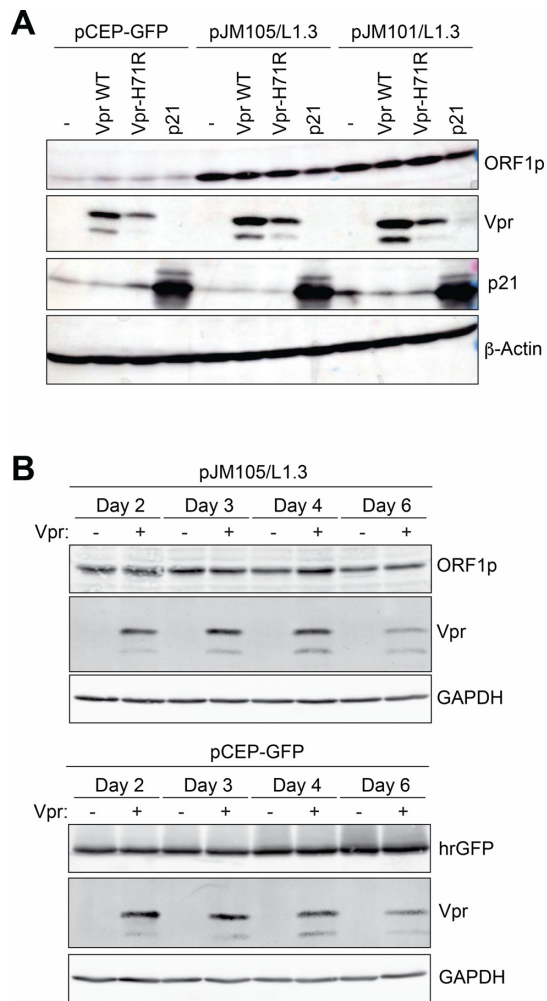 A
pCEP-GFP pJM105/L1.3 pJM101/L1.3
- Vpr WT Vpr-H71R p21 - Vpr WT Vpr-H71R p21 - Vpr WT Vpr-H71R p21
ORF1p
Vpr
p21
β-Actin
B
pJM105/L1.3
Day 2 Day 3 Day 4 Day 6
Vpr: - + - + - + - +
ORF1p
Vpr
GAPDH
pCEP-GFP
Day 2 Day 3 Day 4 Day 6
Vpr: - + - + - + - +
hrGFP
Vpr
GAPDH